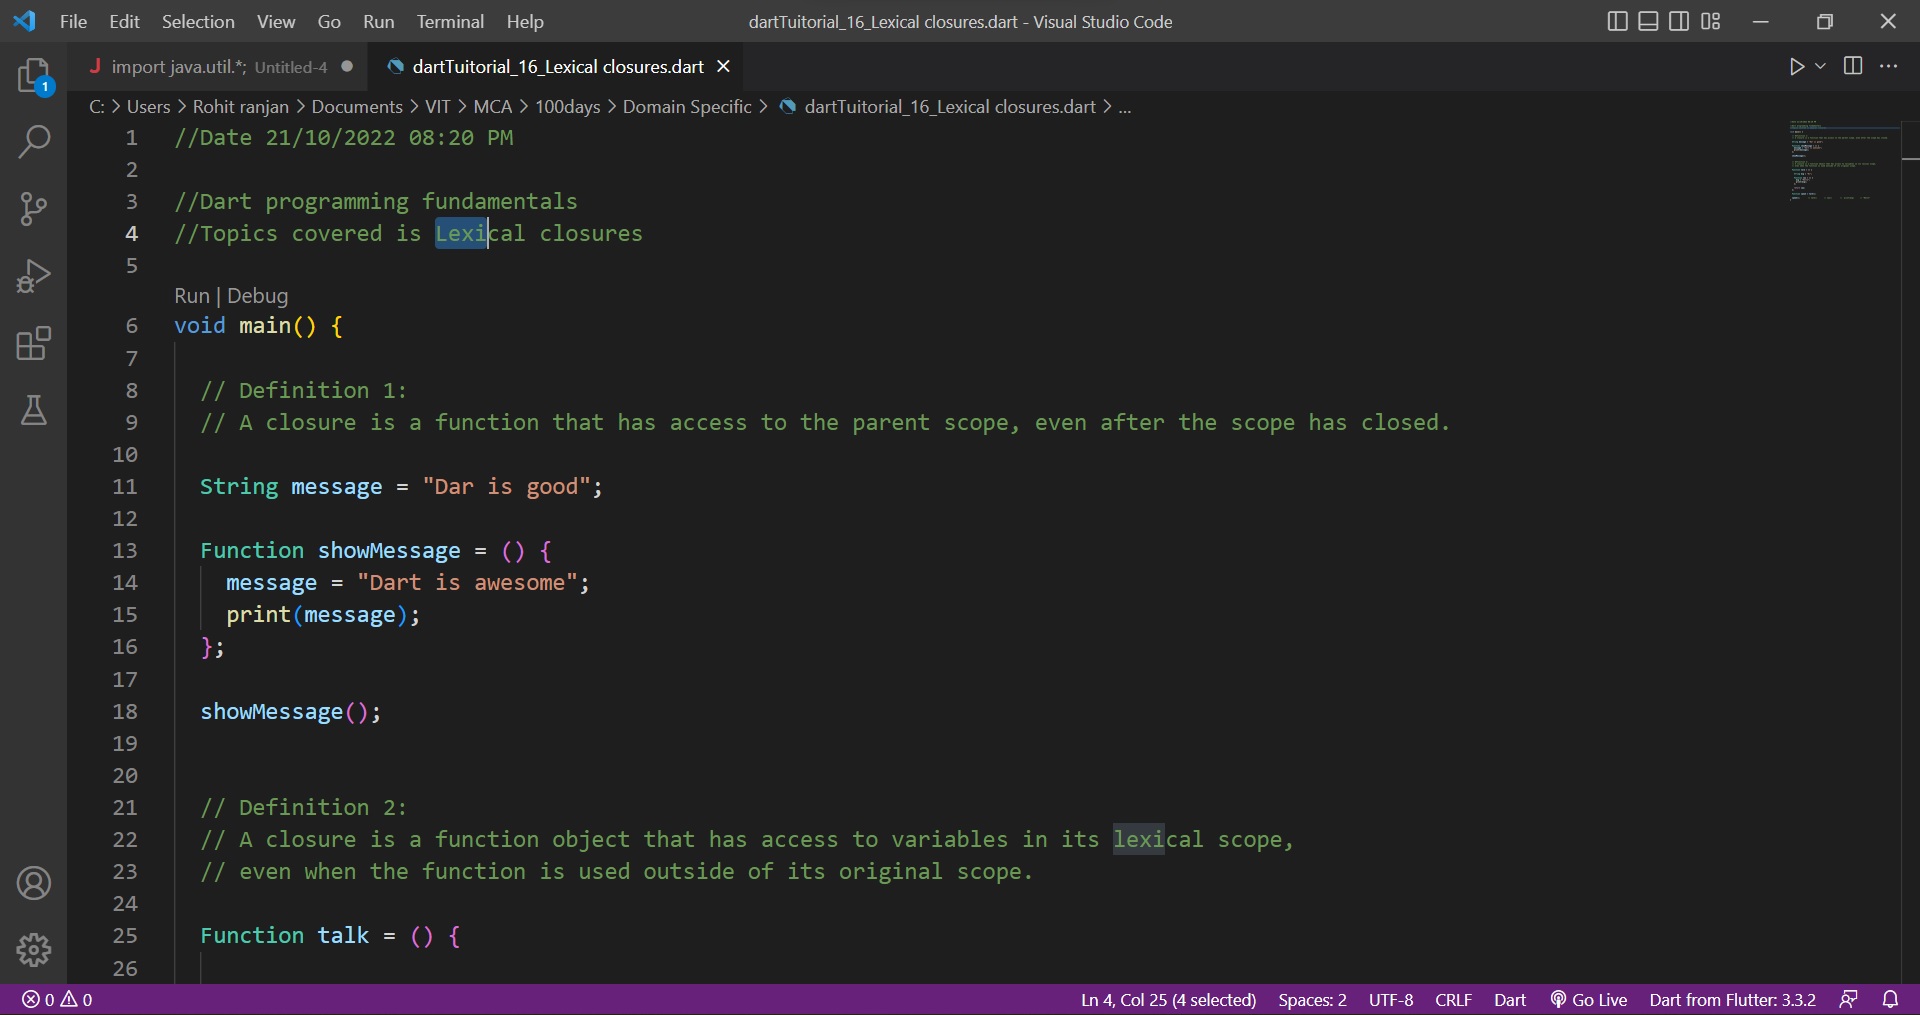 File Edit Selection View Go Run Terminal Help dartTuitorial_16_Lexical closures.dart - Visual Studio Code
J import java.util.*; Untitled-4 dartTuitorial_16_Lexical closures.dart
1
C: > Users > Rohit ranjan > Documents > VIT > MCA > 100days > Domain Specific > dartTuitorial_16_Lexical closures.dart > ...
1 //Date 21/10/2022 08:20 PM
2
3 //Dart programming fundamentals
4 //Topics covered is Lexical closures
5
Run | Debug
6 void main() {
7
8 // Definition 1:
9 // A closure is a function that has access to the parent scope, even after the scope has closed.
10
11 String message = "Dar is good";
12
13 Function showMessage = () {
14 message = "Dart is awesome";
15 print(message);
16 };
17
18 showMessage();
19
20
21 // Definition 2:
22 // A closure is a function object that has access to variables in its lexical scope,
23 // even when the function is used outside of its original scope.
24
25 Function talk = () {
26
0 0 Ln 4, Col 25 (4 selected) Spaces: 2 UTF-8 CRLF Dart Go Live Dart from Flutter: 3.3.2